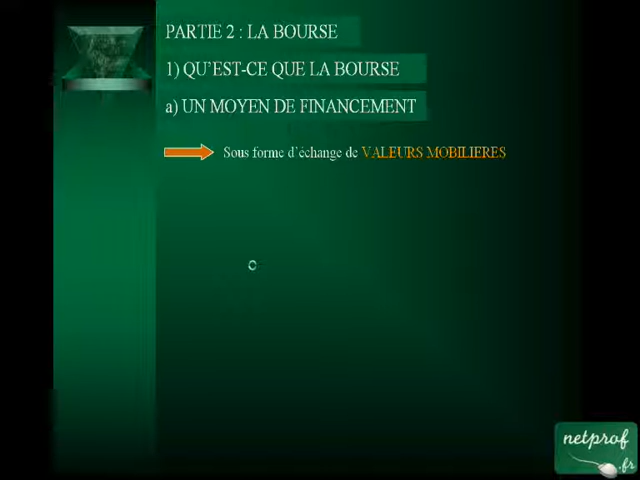 PARTIE 2 : LA BOURSE
1) QU'EST-CE QUE LA BOURSE
a) UN MOYEN DE FINANCEMENT
Sous forme d'échange de VALEURS MOBILIERES
netprof
.fr